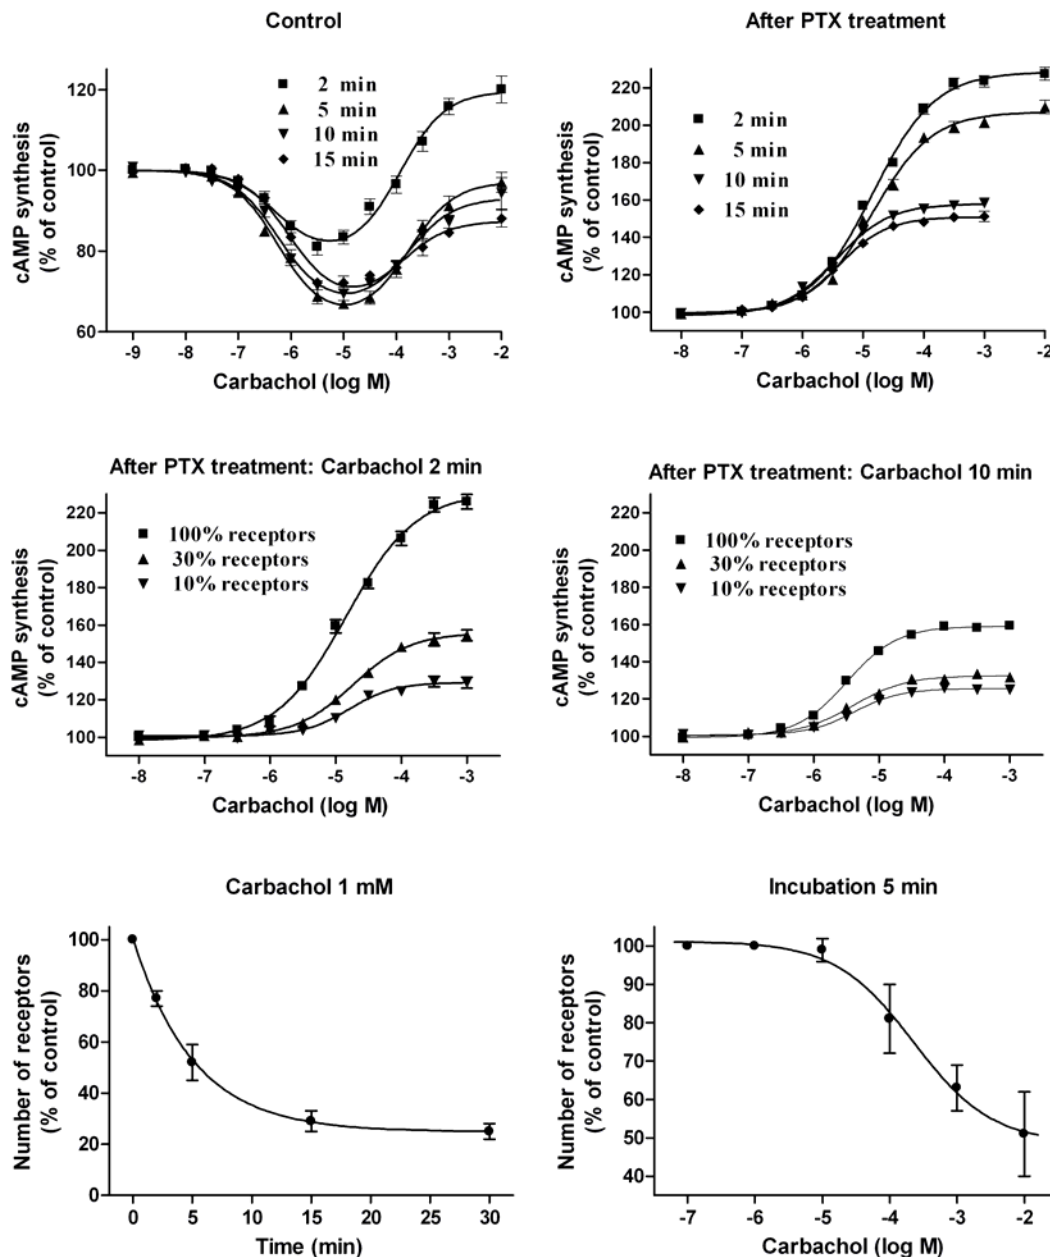 Control
120
100
80
60
cAMP synthesis
(% of control)
2 min
5 min
10 min
15 min
-9 -8 -7 -6 -5 -4 -3 -2
Carbachol (log M)
After PTX treatment
220
200
180
160
140
120
100
cAMP synthesis
(% of control)
2 min
5 min
10 min
15 min
-8 -7 -6 -5 -4 -3 -2
Carbachol (log M)
After PTX treatment: Carbachol 2 min
220
200
180
160
140
120
100
cAMP synthesis
(% of control)
100% receptors
30% receptors
10% receptors
-8 -7 -6 -5 -4 -3
Carbachol (log M)
After PTX treatment: Carbachol 10 min
220
200
180
160
140
120
100
cAMP synthesis
(% of control)
100% receptors
30% receptors
10% receptors
-8 -7 -6 -5 -4 -3
Carbachol (log M)
Carbachol 1 mM
100
80
60
40
20
0
Number of receptors
(% of control)
0 5 10 15 20 25 30
Time (min)
Incubation 5 min
100
90
80
70
60
50
40
Number of receptors
(% of control)
-7 -6 -5 -4 -3 -2
Carbachol (log M)